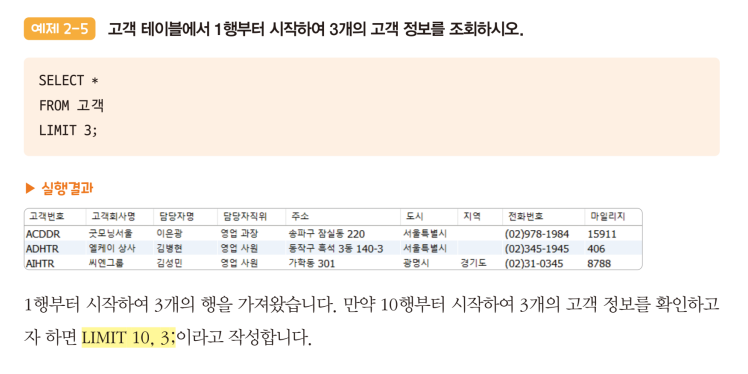 예제 2-5 고객 테이블에서 1행부터 시작하여 3개의 고객 정보를 조회하시오.
SELECT *
FROM 고객
LIMIT 3;
▶ 실행결과
고객번호 고객회사명 담당자명 담당자직위 주소 도시 지역 전화번호 마일리지
ACDDR 굿모닝서울 이은광 영업 과장 송파구 잠실동 220 서울특별시 (02)978-1984 15911
ADHTR 엘케이 상사 김병현 영업 사원 동작구 흑석 3동 140-3 서울특별시 (02)345-1945 406
AIHTR 씨엔그룹 김성민 영업 사원 가학동 301 광명시 경기도 (02)31-0345 8788
1행부터 시작하여 3개의 행을 가져왔습니다. 만약 10행부터 시작하여 3개의 고객 정보를 확인하고
자 하면 LIMIT 10, 3;이라고 작성합니다.